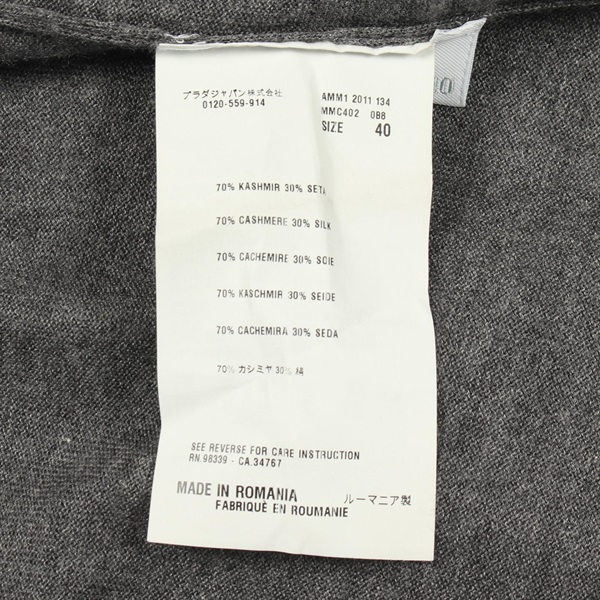 プラダジャパン株式会社
0120-559-914
AMM1 2011 134
MMC402 0B8
SIZE 40
70% KASHMIR 30% SETA
70% CASHMERE 30% SILK
70% CACHEMIRE 30% SOIE
70% KASCHMIR 30% SEIDE
70% CACHEMIRA 30% SEDA
70% カシミヤ 30% 絹
SEE REVERSE FOR CARE INSTRUCTION
RN.98339 - CA.34767
MADE IN ROMANIA ルーマニア製
FABRIQUÉ EN ROUMANIE